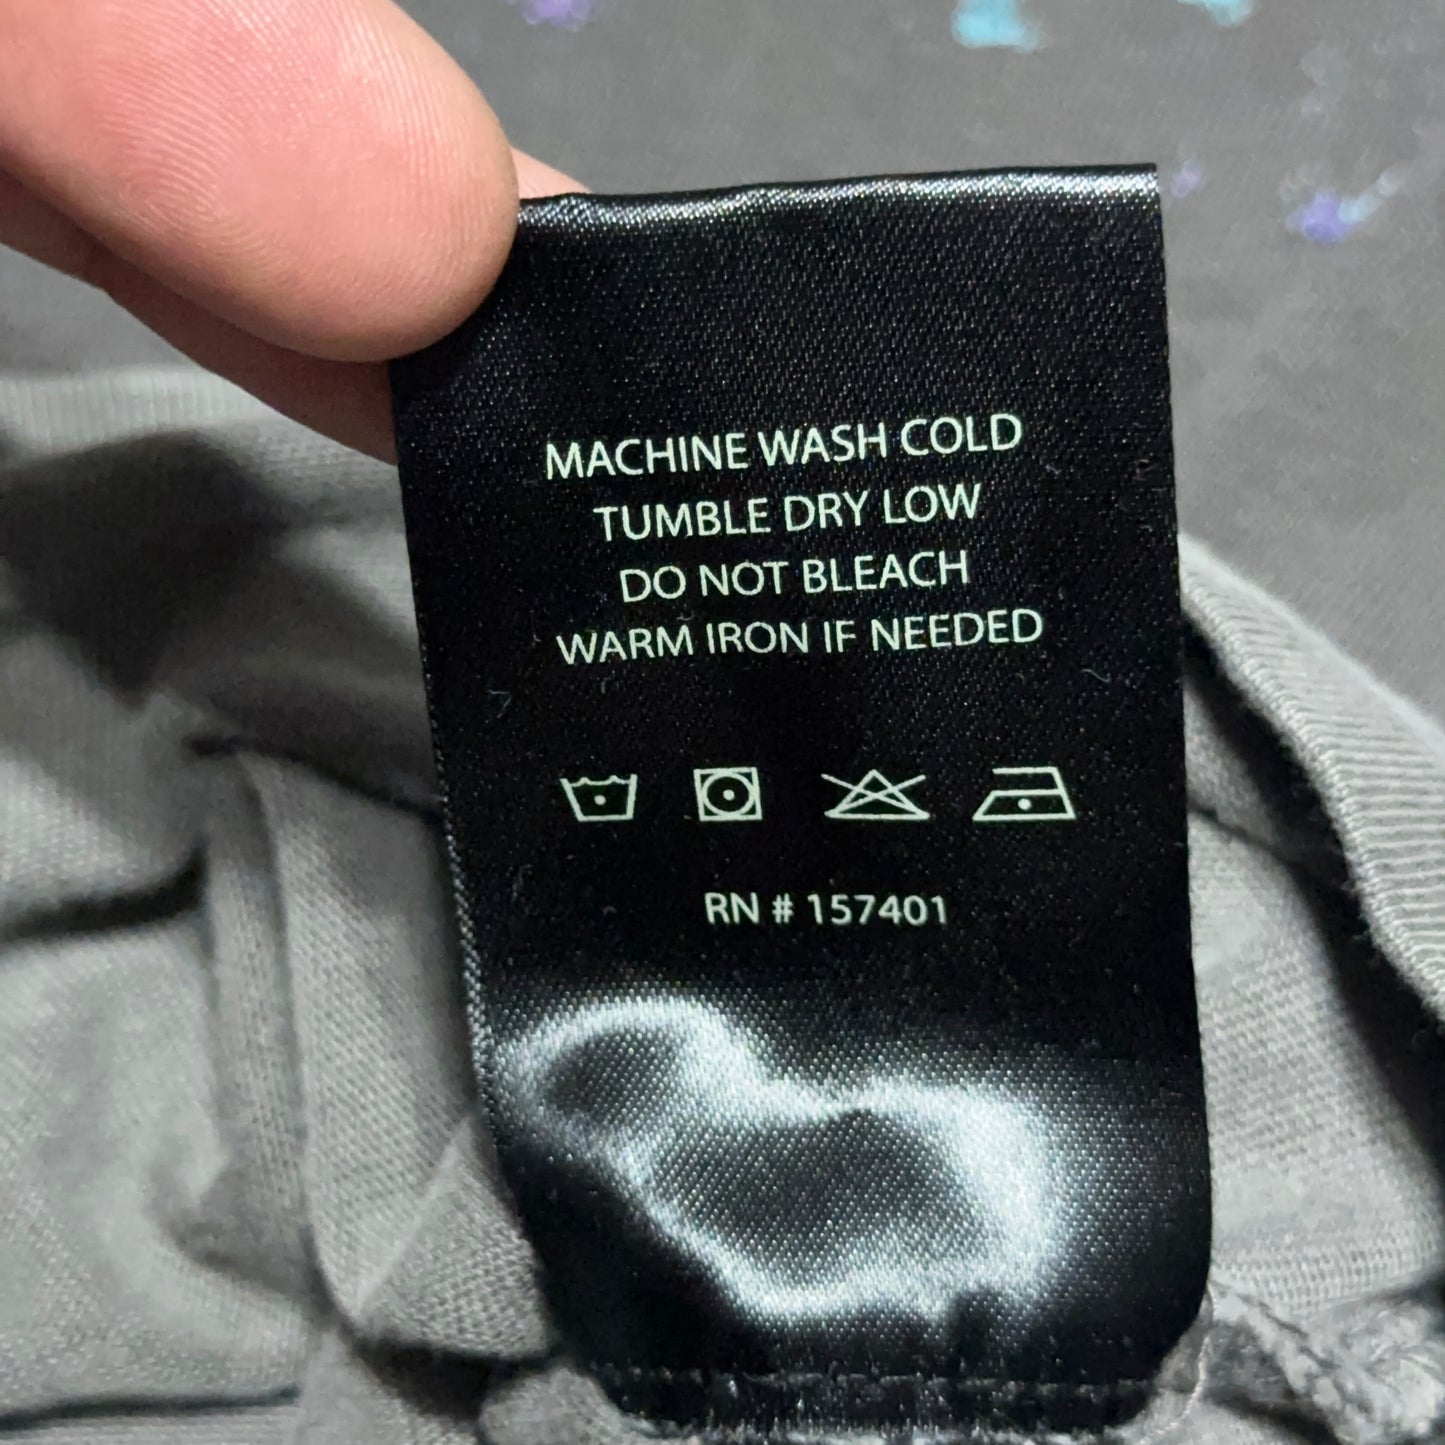 MACHINE WASH COLD
TUMBLE DRY LOW
DO NOT BLEACH
WARM IRON IF NEEDED
RN # 157401